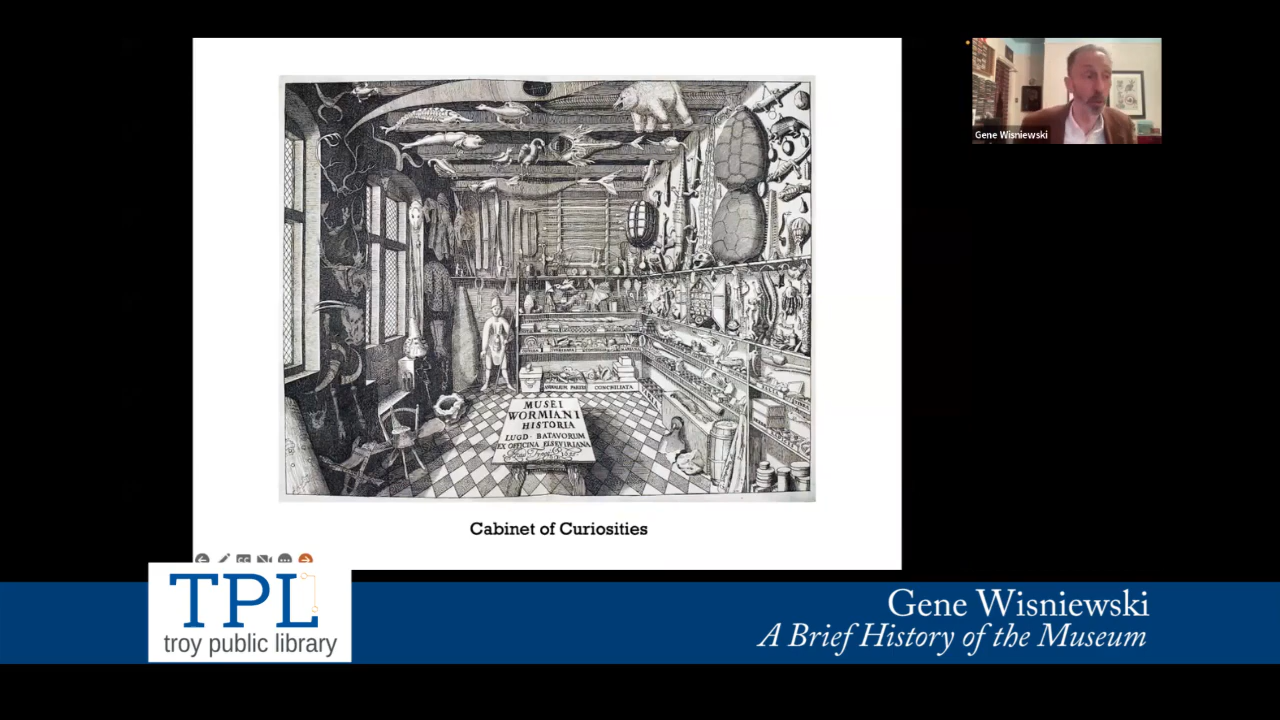 Gene Wisniewski
MUSEI
WORMIANI
HISTORIA
LUGD. BATAVORUM
EX OFFICINA ELSEVIRIANA
ANIMALIUM PARTES
CONCHILIATA
Cabinet of Curiosities
CC
TPL
troy public library
Gene Wisniewski
A Brief History of the Museum